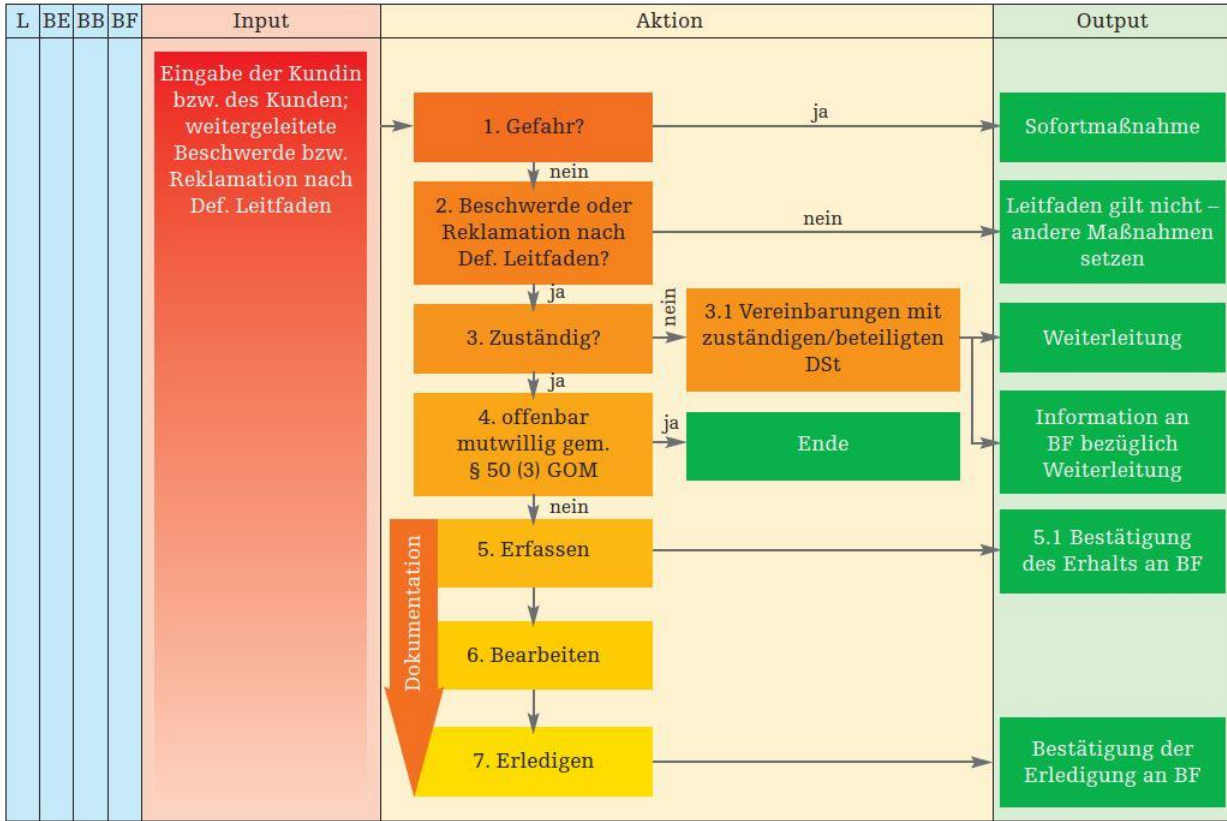 L BE BB BF Input Aktion Output
Eingabe der Kundin
bzw. des Kunden;
weitergeleitete
Beschwerde bzw.
Reklamation nach
Def. Leitfaden
1. Gefahr?
ja
Sofortmaßnahme
nein
2. Beschwerde oder
Reklamation nach
Def. Leitfaden?
nein
Leitfaden gilt nicht –
andere Maßnahmen
setzen
ja
3. Zuständig?
nein
3.1 Vereinbarungen mit
zuständigen/beteiligten
DSt
Weiterleitung
ja
4. offenbar
mutwillig gem.
§ 50 (3) GOM
ja
Ende
Information an
BF bezüglich
Weiterleitung
nein
Dokumentation
5. Erfassen
5.1 Bestätigung
des Erhalts an BF
6. Bearbeiten
7. Erledigen
Bestätigung der
Erledigung an BF